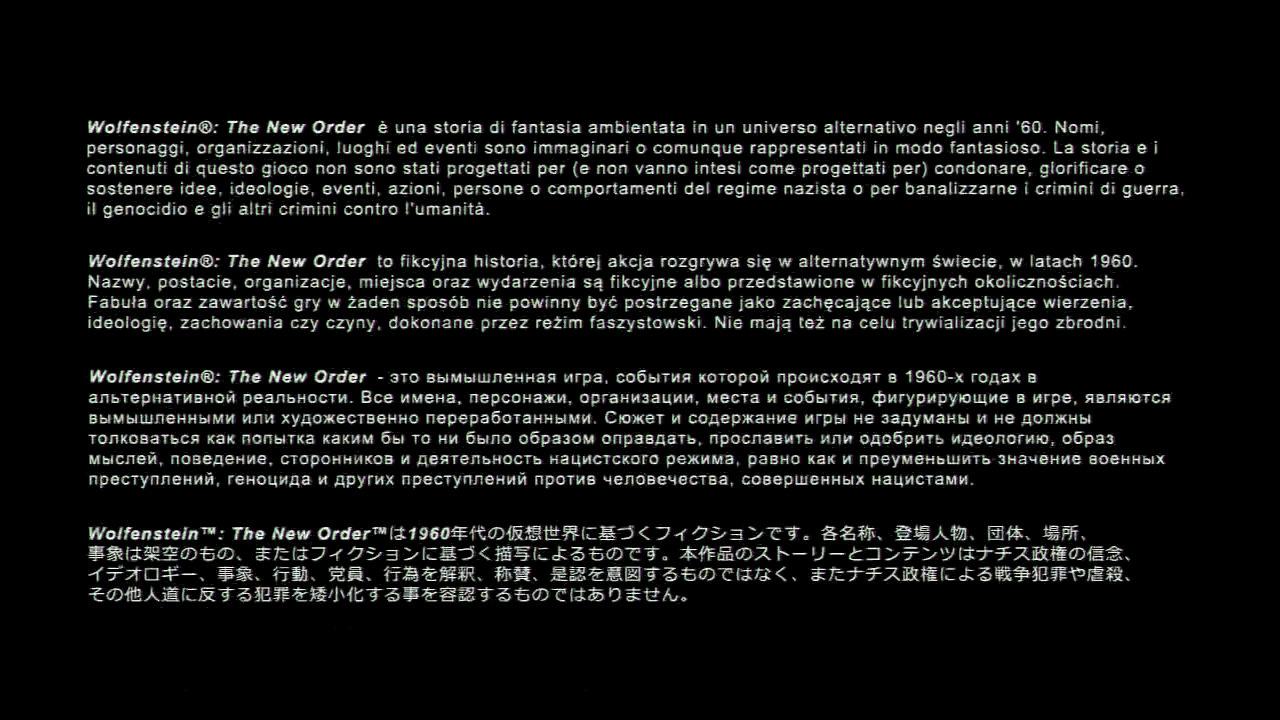 Wolfenstein®: The New Order è una storia di fantasia ambientata in un universo alternativo negli anni '60. Nomi,
personaggi, organizzazioni, luoghi ed eventi sono immaginari o comunque rappresentati in modo fantasioso. La storia e i
contenuti di questo gioco non sono stati progettati per (e non vanno intesi come progettati per) condonare, glorificare o
sostenere idee, ideologie, eventi, azioni, persone o comportamenti del regime nazista o per banalizzarne i crimini di guerra,
il genocidio e gli altri crimini contro l'umanità.
Wolfenstein®: The New Order to fikcyjna historia, której akcja rozgrywa się w alternatywnym świecie, w latach 1960.
Nazwy, postacie, organizacje, miejsca oraz wydarzenia są fikcyjne albo przedstawione w fikcyjnych okolicznościach.
Fabuła oraz zawartość gry w żaden sposób nie powinny być postrzegane jako zachęcające lub akceptujące wierzenia,
ideologię, zachowania czy czyny, dokonane przez reżim faszystowski. Nie mają też na celu trywializacji jego zbrodni.
Wolfenstein®: The New Order - это вымышленная игра, события которой происходят в 1960-х годах в
альтернативной реальности. Все имена, персонажи, организации, места и события, фигурирующие в игре, являются
вымышленными или художественно переработанными. Сюжет и содержание игры не задуманы и не должны
толковаться как попытка каким бы то ни было образом оправдать, прославить или одобрить идеологию, образ
мыслей, поведение, сторонников и деятельность нацистского режима, равно как и преуменьшить значение военных
преступлений, геноцида и других преступлений против человечества, совершенных нацистами.
Wolfenstein™: The New Order™は1960年代の仮想世界に基づくフィクションです。各名称、登場人物、団体、場所、
事象は架空のもの、またはフィクションに基づく描写によるものです。本作品のストーリーとコンテンツはナチス政権の信念、
イデオロギー、事象、行動、党員、行為を解釈、称賛、是認を意図するものではなく、またナチス政権による戦争犯罪や虐殺、
その他人道に反する犯罪を矮小化する事を容認するものではありません。